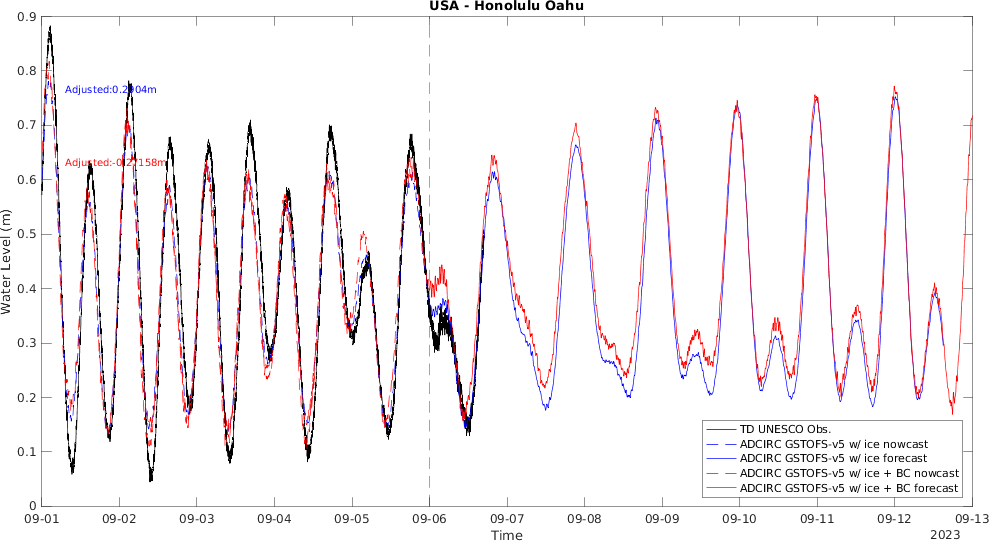 USA - Honolulu Oahu
0.9
0.8
0.7
0.6
0.5
0.4
0.3
0.2
0.1
0
Water Level (m)
Adjusted:0.2904m
Adjusted:-0.27158m
TD UNESCO Obs.
ADCIRC GSTOFS-v5 w/ ice nowcast
ADCIRC GSTOFS-v5 w/ ice forecast
ADCIRC GSTOFS-v5 w/ ice + BC nowcast
ADCIRC GSTOFS-v5 w/ ice + BC forecast
09-01 09-02 09-03 09-04 09-05 09-06 09-07 09-08 09-09 09-10 09-11 09-12 09-13
Time
2023